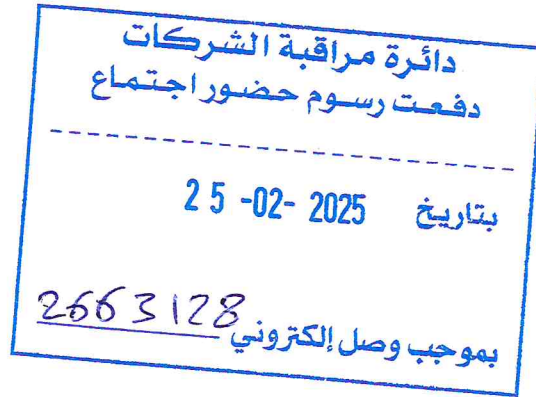 دائرة مراقبة الشركات
دفعت رسوم حضور اجتماع
بتاريخ 25 -02- 2025
بموجب وصل إلكتروني 2663128